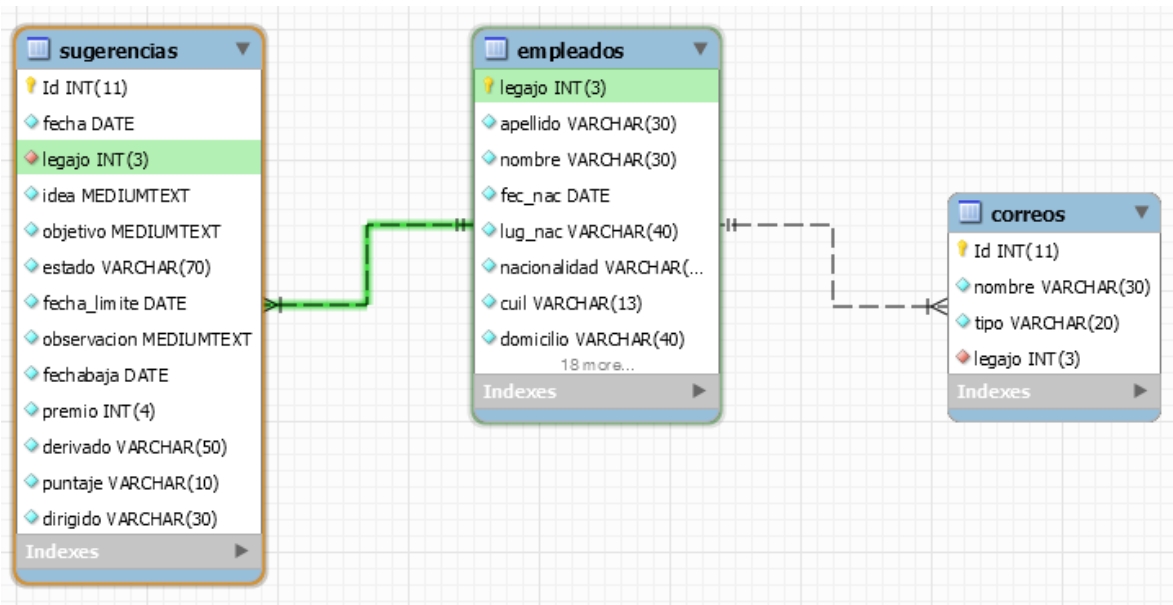 sugerencias
Id INT(11)
fecha DATE
legajo INT(3)
idea MEDIUMTEXT
objetivo MEDIUMTEXT
estado VARCHAR(70)
fecha_limite DATE
observacion MEDIUMTEXT
fechabaja DATE
premio INT(4)
derivado VARCHAR(50)
puntaje VARCHAR(10)
dirigido VARCHAR(30)
Indexes
empleados
legajo INT(3)
apellido VARCHAR(30)
nombre VARCHAR(30)
fec_nac DATE
lug_nac VARCHAR(40)
nacionalidad VARCHAR(...
cuil VARCHAR(13)
domicilio VARCHAR(40)
18 more...
Indexes
correos
Id INT(11)
nombre VARCHAR(30)
tipo VARCHAR(20)
legajo INT(3)
Indexes